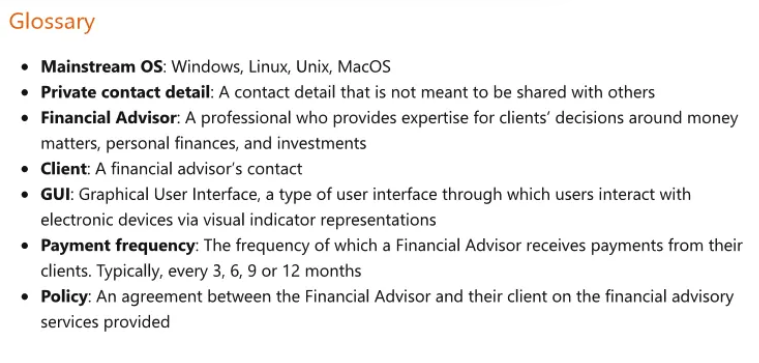 Glossary
• Mainstream OS: Windows, Linux, Unix, MacOS
• Private contact detail: A contact detail that is not meant to be shared with others
• Financial Advisor: A professional who provides expertise for clients' decisions around money
matters, personal finances, and investments
• Client: A financial advisor's contact
• GUI: Graphical User Interface, a type of user interface through which users interact with
electronic devices via visual indicator representations
• Payment frequency: The frequency of which a Financial Advisor receives payments from their
clients. Typically, every 3, 6, 9 or 12 months
• Policy: An agreement between the Financial Advisor and their client on the financial advisory
services provided